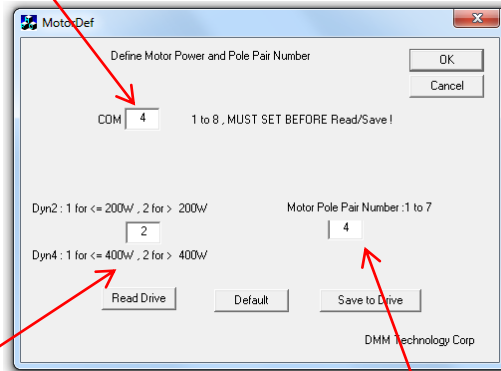 MotorDef
Define Motor Power and Pole Pair Number
OK
Cancel
COM 4 1 to 8 , MUST SET BEFORE Read/Save !
Dyn2 : 1 for <= 200W , 2 for > 200W
Motor Pole Pair Number :1 to 7
2
4
Dyn4 : 1 for <= 400W , 2 for > 400W
Read Drive
Default
Save to Drive
DMM Technology Corp